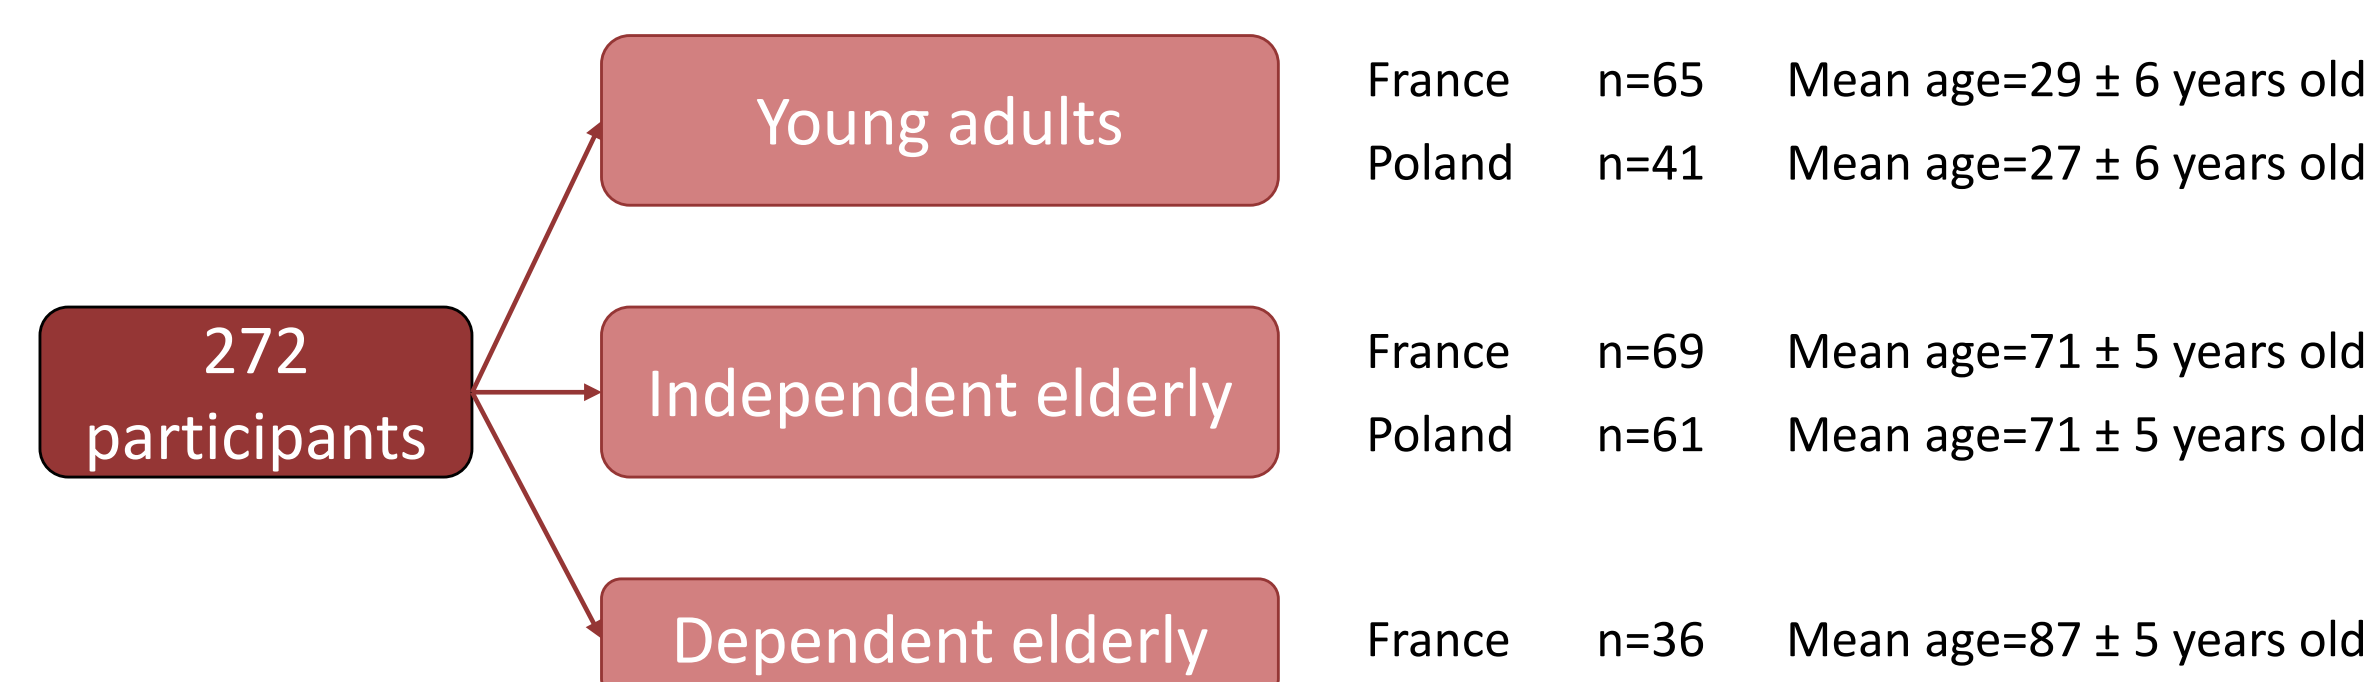 272
participants
Young adults
France n=65 Mean age=29 ± 6 years old
Poland n=41 Mean age=27 ± 6 years old
Independent elderly
France n=69 Mean age=71 ± 5 years old
Poland n=61 Mean age=71 ± 5 years old
Dependent elderly
France n=36 Mean age=87 ± 5 years old